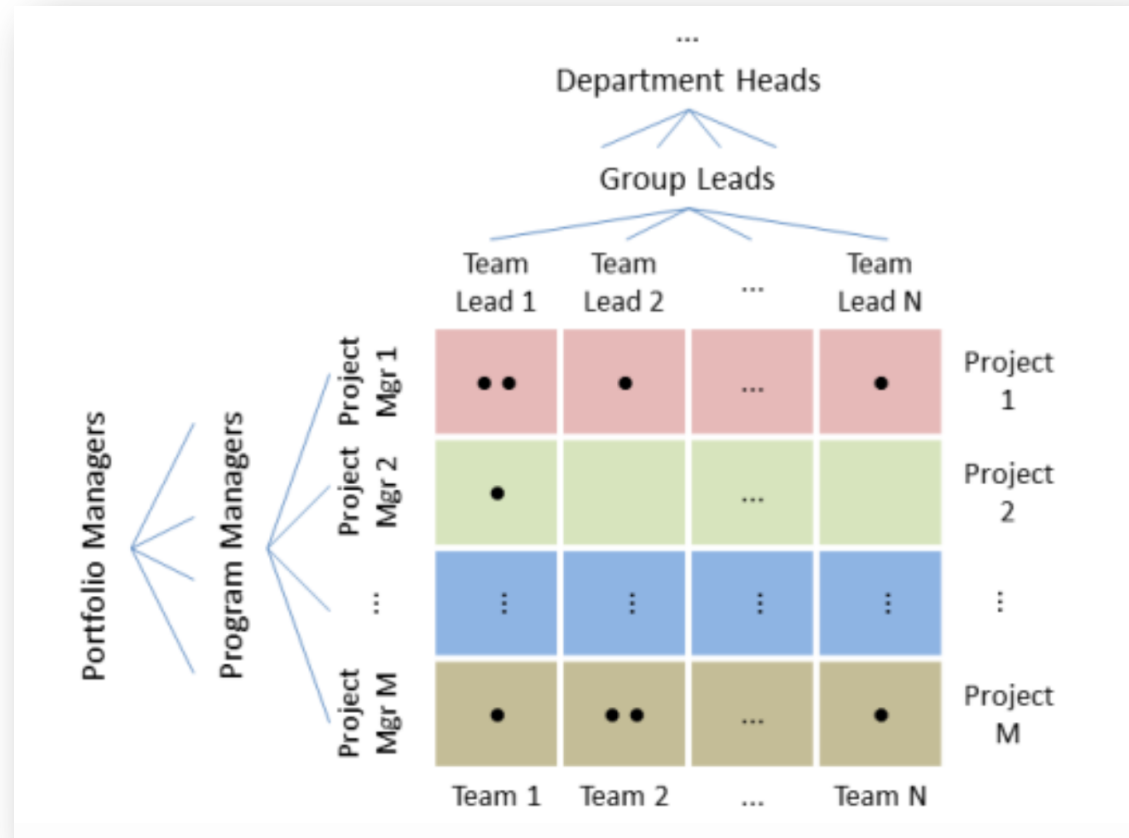 ...
Department Heads
Group Leads
Team
Lead 1
Team
Lead 2
...
Team
Lead N
Portfolio Managers
Program Managers
Project
Mgr 1
...
Project
1
Project
Mgr 2
...
Project
2
...
...
...
...
...
...
Project
Mgr M
...
Project
M
Team 1
Team 2
...
Team N